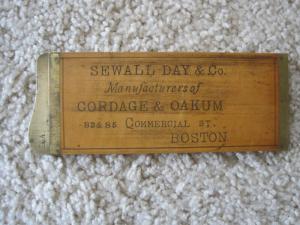 SEWALL DAY & Co.
Manufacturers of
CORDAGE & OAKUM
83 & 85 COMMERCIAL ST.
BOSTON